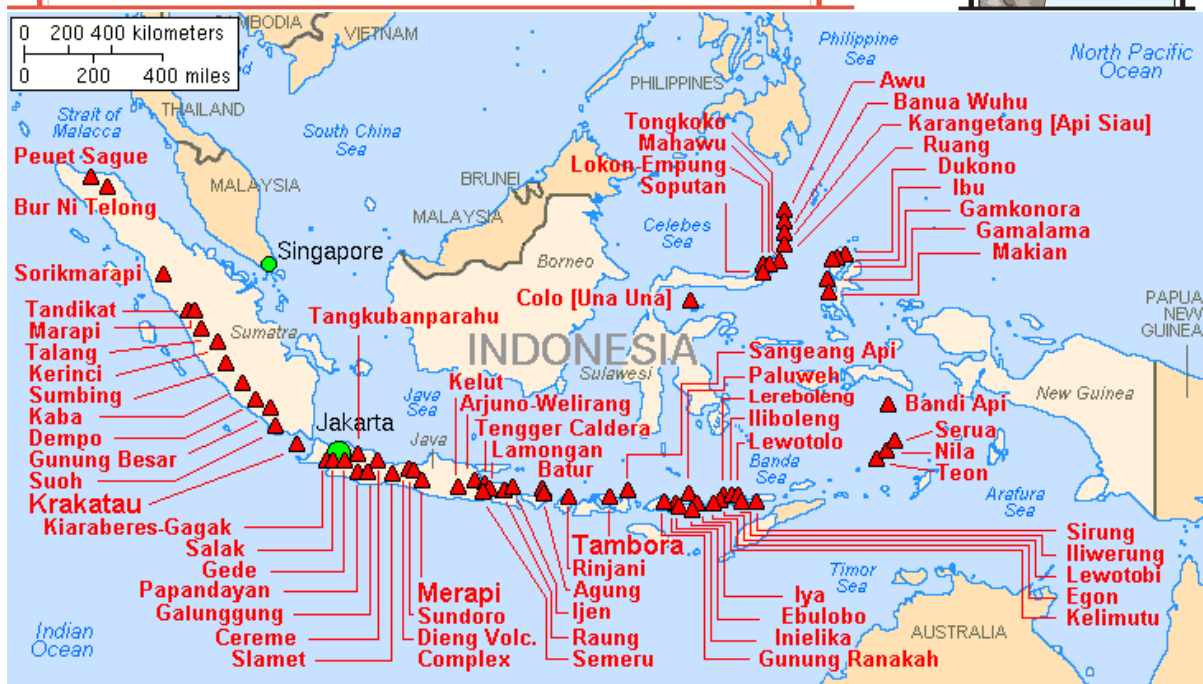 0 200 400 kilometers
0 200 400 miles
CAMBODIA
VIETNAM
of
Philippine
Sea
North Pacific
Ocean
THAILAND
PHILIPPINES
Strait of
Malacca
South China
Sea
Awu
Banua Wuhu
Karangetang [Api Siau]
Ruang
Dukono
Ibu
Gamkonora
Gamalama
Makian
Tongkoko
Mahawu
Lokon-Empung
Soputan
Peuet Sague
Bur Ni Telong
MALAYSIA
BRUNEI
MALAYSIA
Celebes
Sea
Singapore
Borneo
Sorikmarapi
Colo [Una Una]
PAPUA
NEW
GUINEA
Tandikat
Marapi
Talang
Kerinci
Sumbing
Kaba
Dempo
Gunung Besar
Suoh
Krakatau
Sumatra
Tangkubanparahu
INDONESIA
Sulawesi
Sangeang Api
Paluweh
Lereboleng
Iliboleng
Lewotolo
New Guinea
Kelut
Arjuno-Welirang
Tengger Caldera
Lamongan
Batur
Java
Sea
Jakarta
Java
Bandi Api
Serua
Nila
Teon
Banda
Sea
Arafura
Sea
Kiaraberes-Gagak
Salak
Gede
Papandayan
Galunggung
Cereme
Slamet
Merapi
Sundoro
Dieng Volc.
Complex
Tambora
Rinjani
Agung
Ijen
Raung
Semeru
Timor
Sea
Iya
Ebulobo
Inielika
Gunung Ranakah
Sirung
Iliwerung
Lewotobi
Egon
Kelimutu
Indian
Ocean
AUSTRALIA